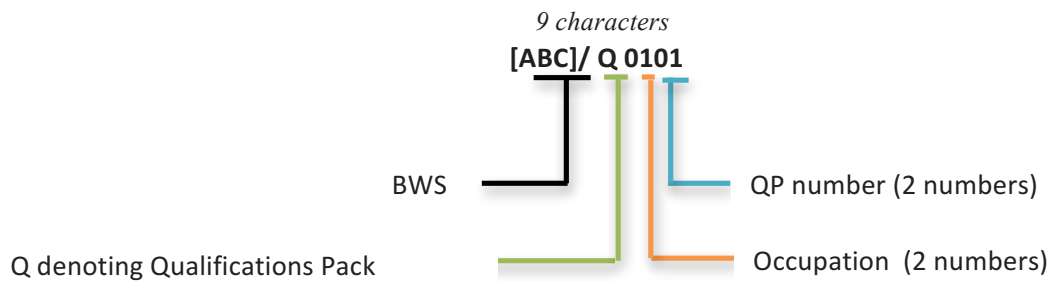 9 characters
[ABC]/ Q 0101
BWS
QP number (2 numbers)
Q denoting Qualifications Pack
Occupation (2 numbers)